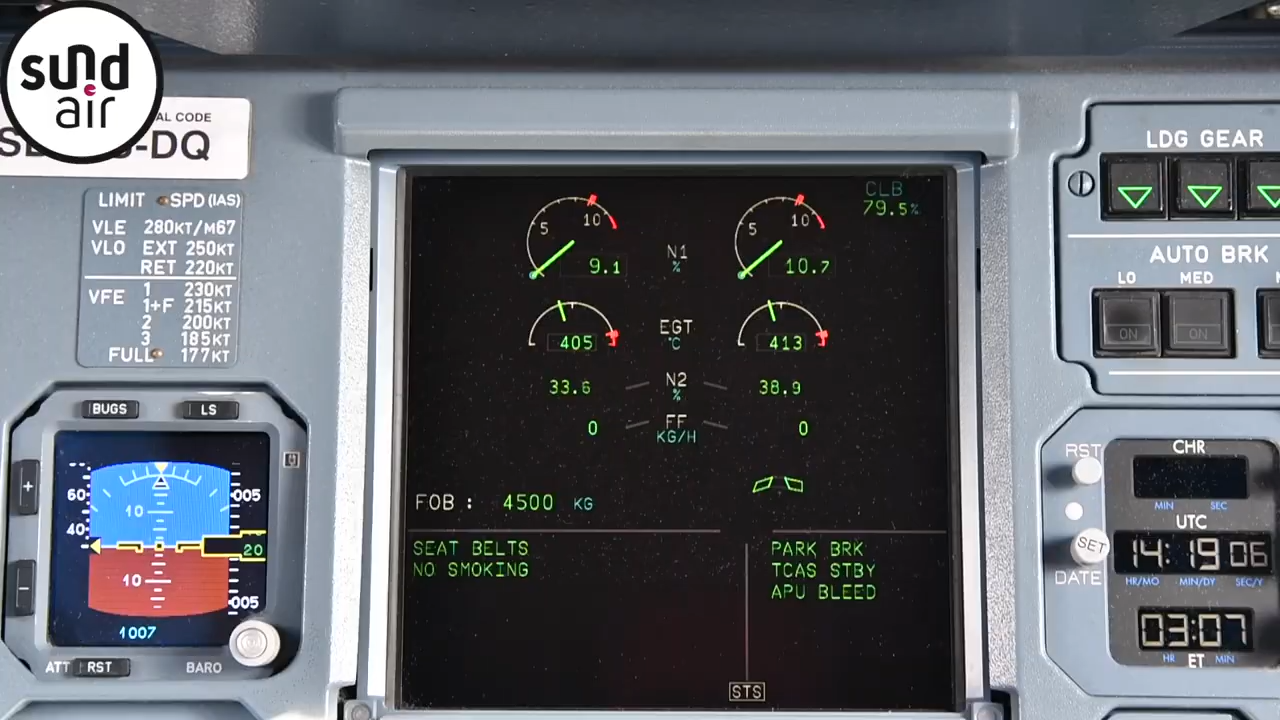 sund
air
AL CODE
-DQ
LIMIT SPD (IAS)
VLE 280KT/M67
VLO EXT 250KT
RET 220KT
VFE 1 230KT
1+F 215KT
2 200KT
3 185KT
FULL 177KT
BUGS LS
+
60
40
10
10
005
20
005
1007
-
ATT RST BARO
CLB
79.5%
5 10
5 10
9.1 N1 % 10.7
405 EGT °C 413
33.6 N2 % 38.9
0 FF KG/H 0
FOB : 4500 KG
SEAT BELTS
NO SMOKING
PARK BRK
TCAS STBY
APU BLEED
STS
LDG GEAR
AUTO BRK
LO MED
ON ON
RST
CHR
MIN SEC
UTC
SET
14:19 06
DATE
HR/MO MIN/DY SEC/Y
03:07
HR ET MIN